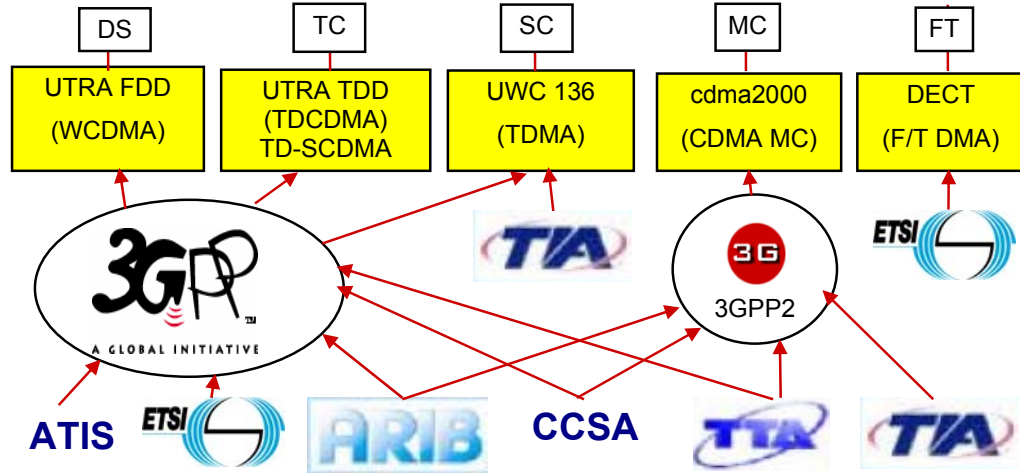 DS
TC
SC
MC
FT
UTRA FDD
(WCDMA)
UTRA TDD
(TDCDMA)
TD-SCDMA
UWC 136
(TDMA)
cdma2000
(CDMA MC)
DECT
(F/T DMA)
3GPP
TM
A GLOBAL INITIATIVE
TIA
3G
3GPP2
ETSI
ATIS
ETSI
ARIB
CCSA
TTA
TIA